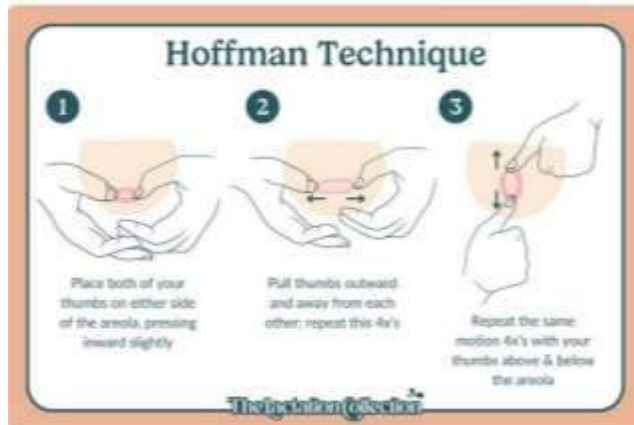 Hoffman Technique
1
2
3
Place both of your
thumbs on either side
of the areola, pressing
inward slightly
Pull thumbs outward
and away from each
other; repeat this 4x's
Repeat the same
motion 4x's with your
thumbs above & below
the areola
The Lactation Collection